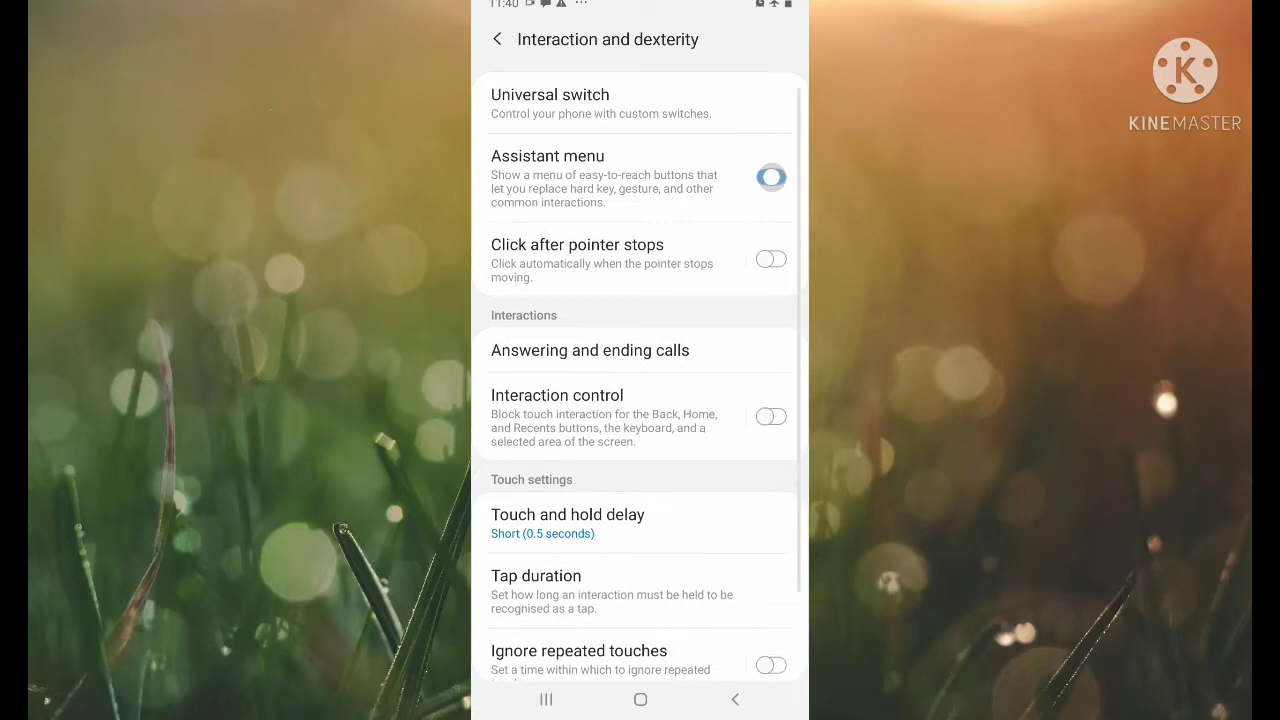 11:40
Interaction and dexterity
KINEMASTER
Universal switch
Control your phone with custom switches.
Assistant menu
Show a menu of easy-to-reach buttons that
let you replace hard key, gesture, and other
common interactions.
Click after pointer stops
Click automatically when the pointer stops
moving.
Interactions
Answering and ending calls
Interaction control
Block touch interaction for the Back, Home,
and Recents buttons, the keyboard, and a
selected area of the screen.
Touch settings
Touch and hold delay
Short (0.5 seconds)
Tap duration
Set how long an interaction must be held to be
recognised as a tap.
Ignore repeated touches
Set a time within which to ignore repeated